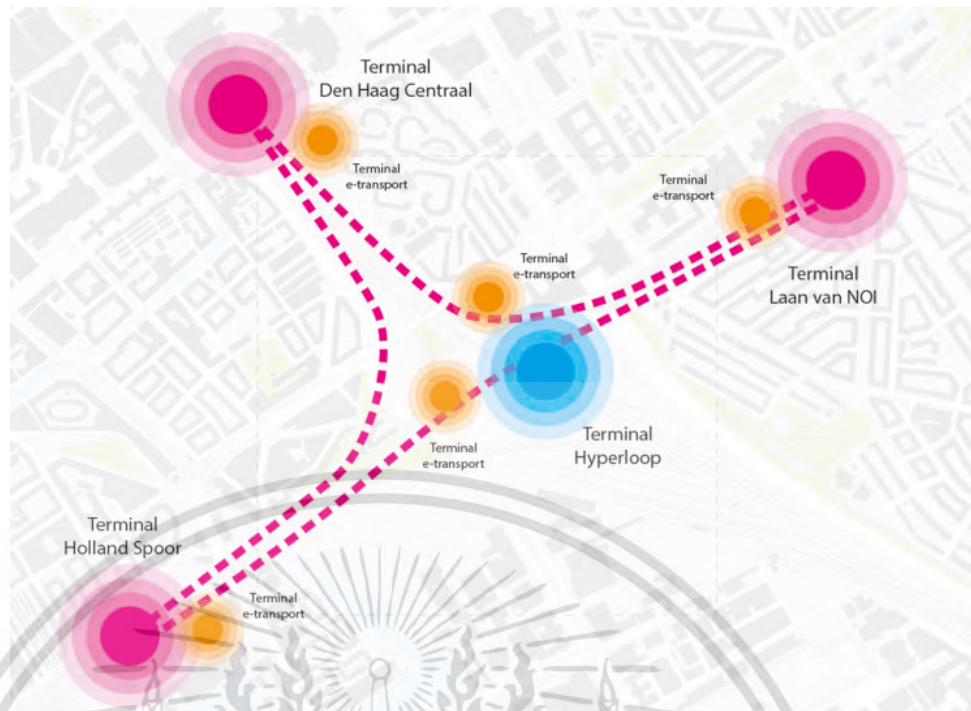 Terminal
Den Haag Centraal
Terminal
e-transport
Terminal
e-transport
Terminal
e-transport
Terminal
Laan van NOI
Terminal
Hyperloop
Terminal
e-transport
Terminal
Holland Spoor
Terminal
e-transport